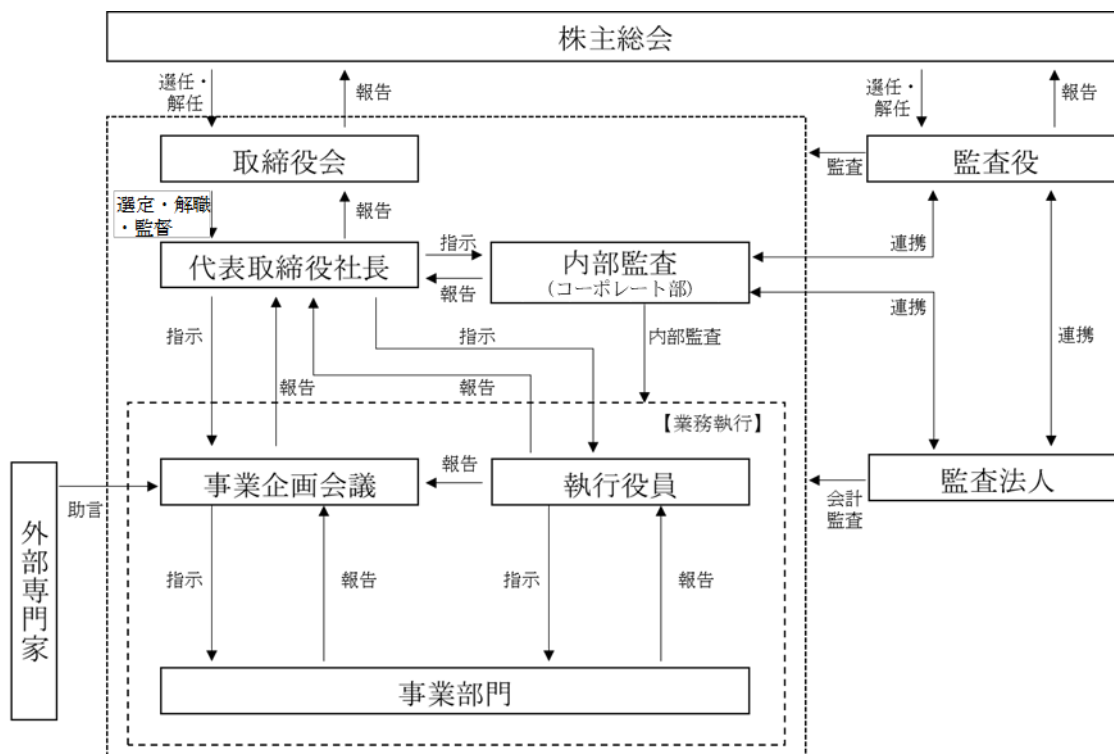 株主総会
選任・
解任
報告
選任・
解任
報告
取締役会
監査
監査役
選定・解職
・監督
報告
代表取締役社長
指示
報告
内部監査
(コーポレート部)
連携
連携
連携
指示
指示
内部監査
報告
報告
【業務執行】
外部専門家
助言
事業企画会議
報告
執行役員
会計
監査
監査法人
指示
報告
指示
報告
事業部門